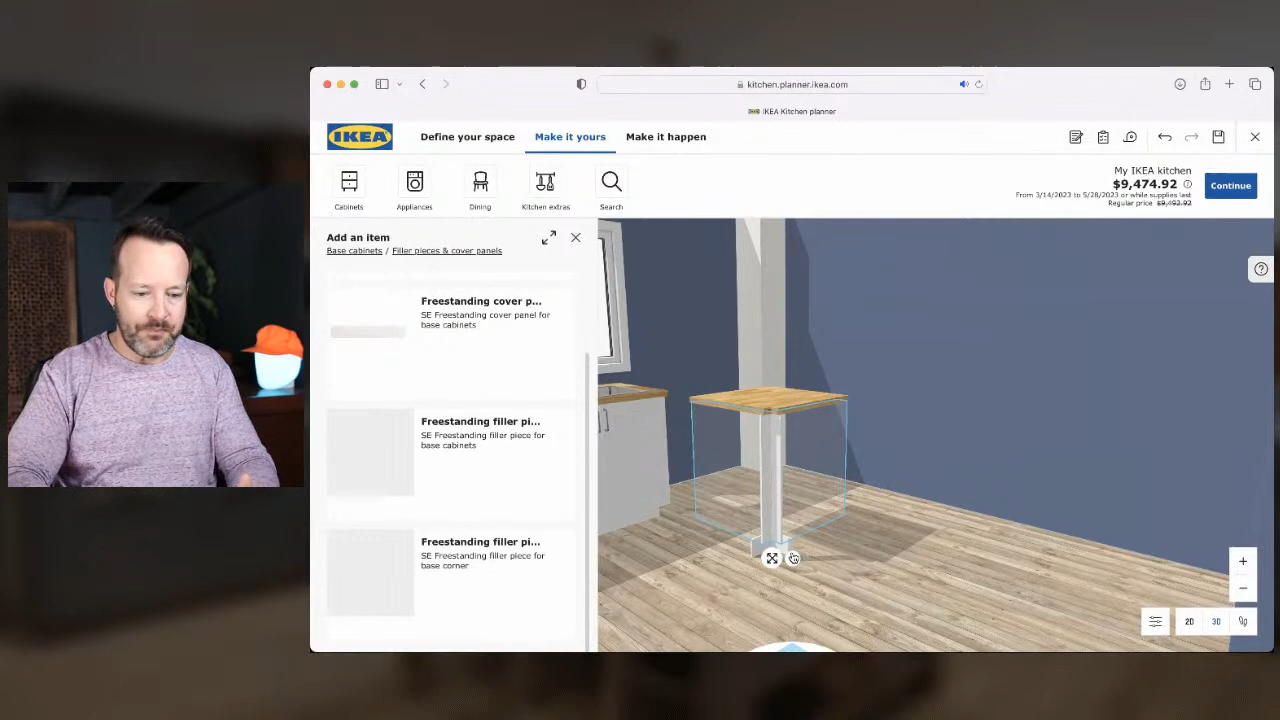 kitchen.planner.ikea.com
IKEA Kitchen planner
IKEA
Define your space
Make it yours
Make it happen
Cabinets
Appliances
Dining
Kitchen extras
Search
My IKEA kitchen
$9,474.92
From 3/14/2023 to 5/28/2023 or while supplies last
Regular price $9,492.92
Continue
Add an item
Base cabinets / Filler pieces & cover panels
Freestanding cover p...
SE Freestanding cover panel for
base cabinets
Freestanding filler pi...
SE Freestanding filler piece for
base cabinets
Freestanding filler pi...
SE Freestanding filler piece for
base corner
2D
3D